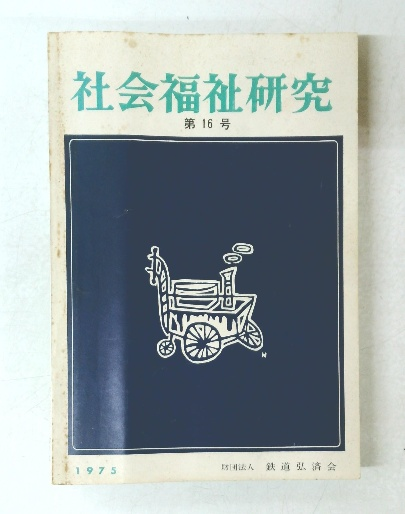 社会福祉研究
第16号
1975
財団法人 鉄道弘済会